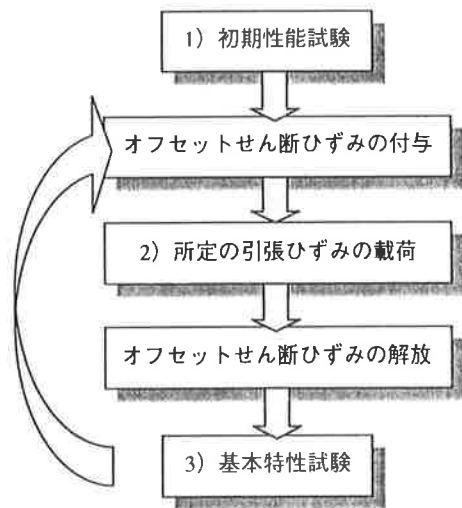 1）初期性能試験
オフセットせん断ひずみの付与
2）所定の引張ひずみの載荷
オフセットせん断ひずみの解放
3）基本特性試験